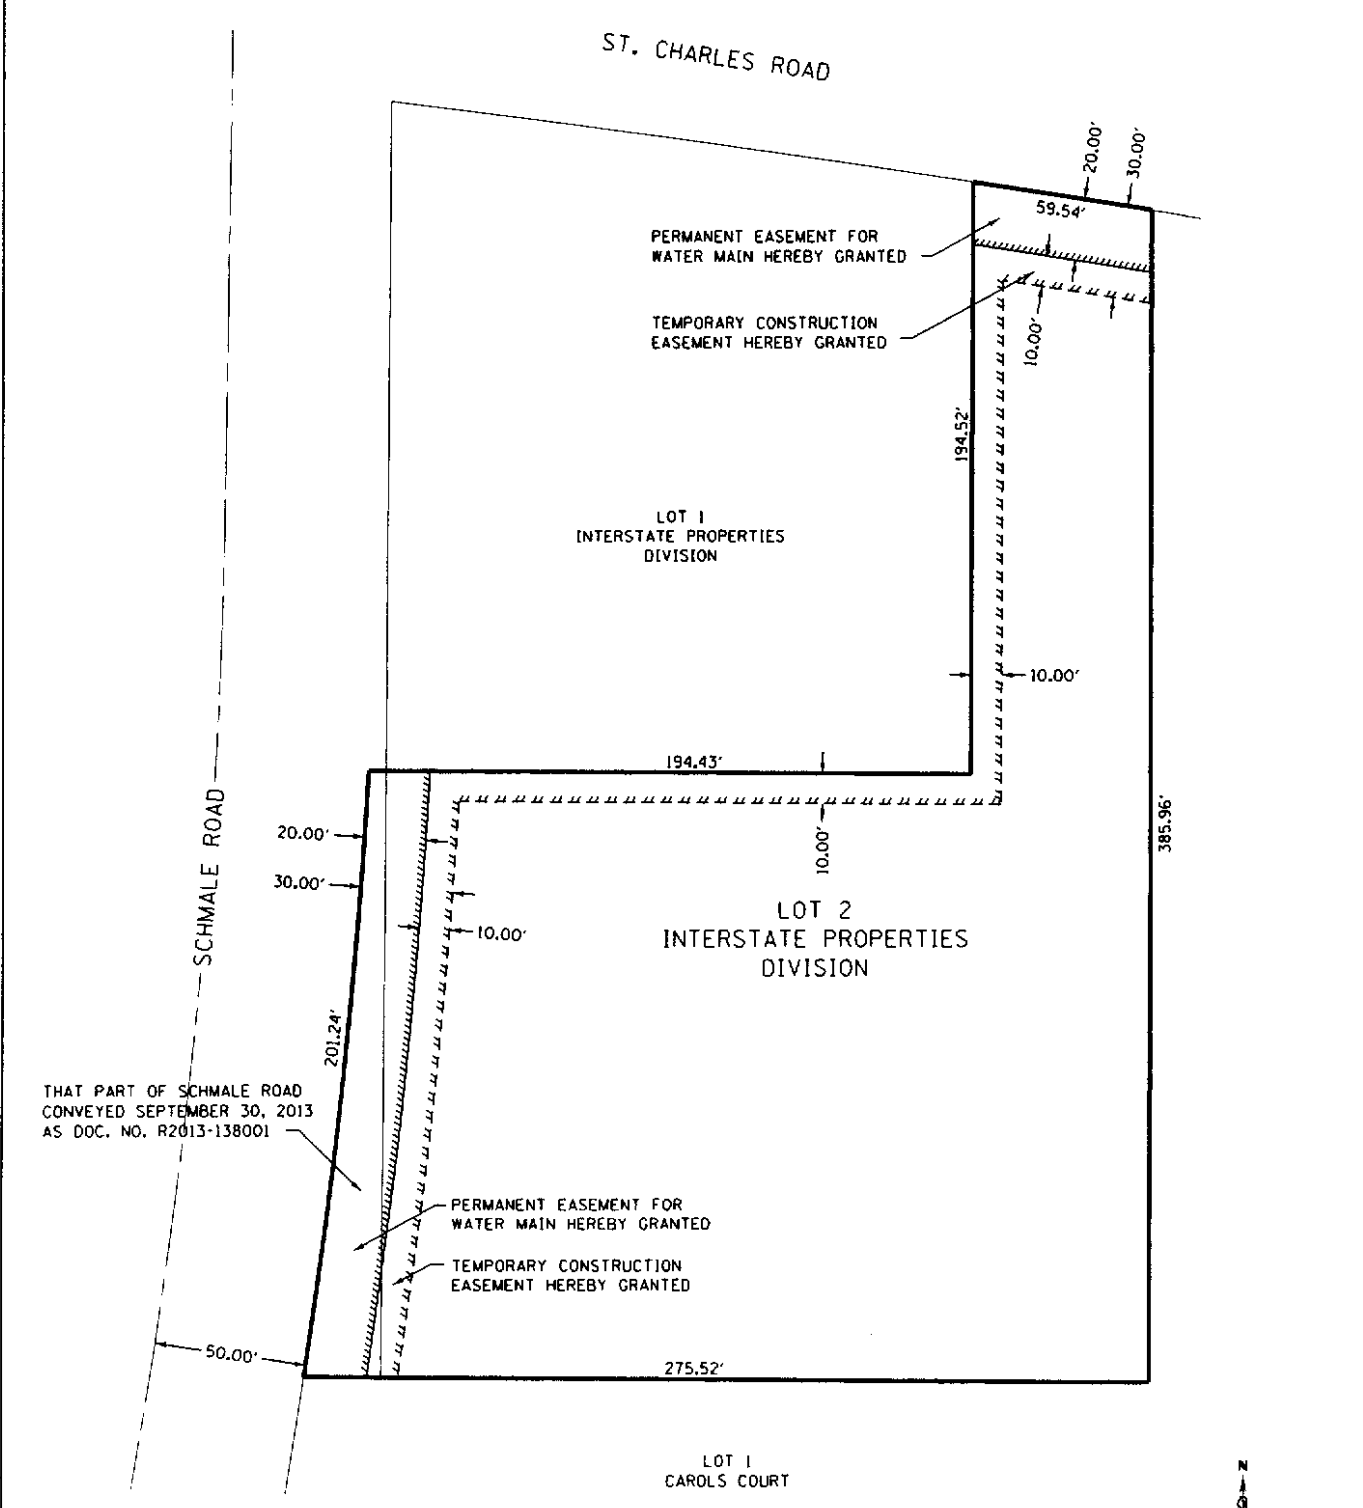 ST. CHARLES ROAD
20.00'
30.00'
59.54'
PERMANENT EASEMENT FOR
WATER MAIN HEREBY GRANTED
TEMPORARY CONSTRUCTION
EASEMENT HEREBY GRANTED
10.00'
194.52'
LOT 1
INTERSTATE PROPERTIES
DIVISION
10.00'
194.43'
SCHMALE ROAD
20.00'
30.00'
10.00'
385.96'
10.00'
LOT 2
INTERSTATE PROPERTIES
DIVISION
201.24'
THAT PART OF SCHMALE ROAD
CONVEYED SEPTEMBER 30, 2013
AS DOC. NO. R2013-138001
PERMANENT EASEMENT FOR
WATER MAIN HEREBY GRANTED
TEMPORARY CONSTRUCTION
EASEMENT HEREBY GRANTED
50.00'
275.52'
LOT 1
CAROLS COURT
N